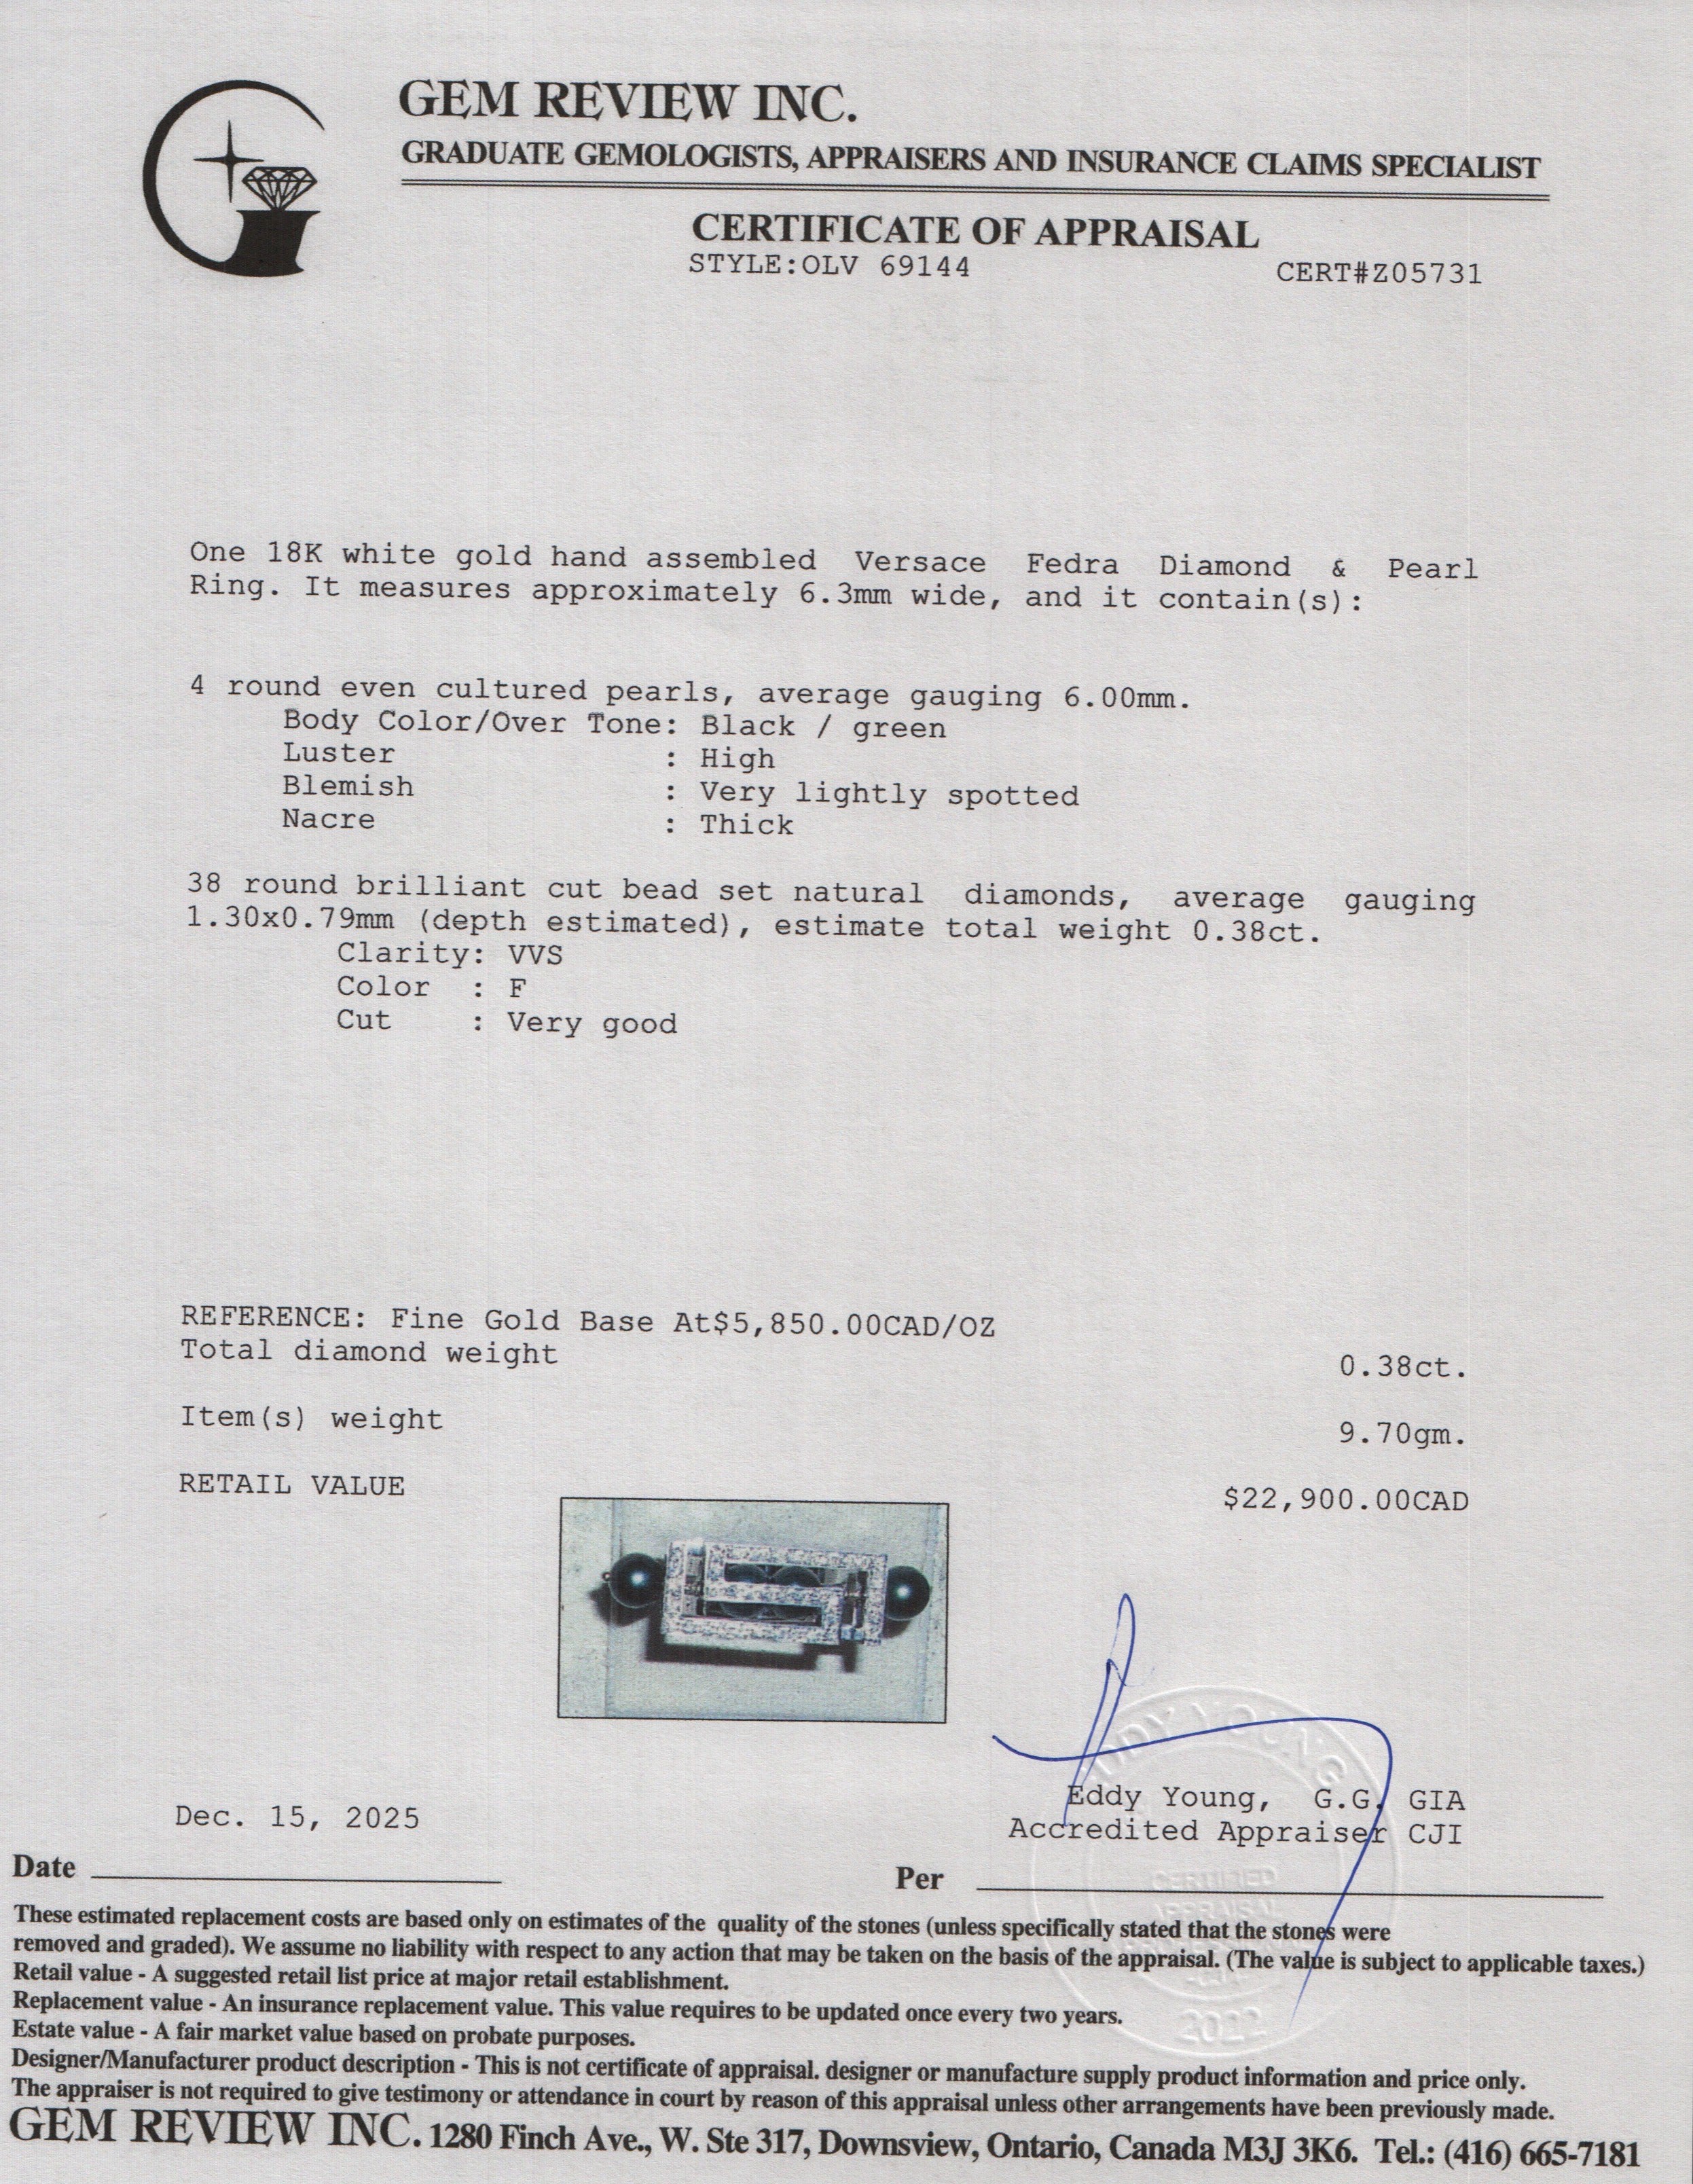 GEM REVIEW INC.
GRADUATE GEMOLOGISTS, APPRAISERS AND INSURANCE CLAIMS SPECIALIST
CERTIFICATE OF APPRAISAL
STYLE:OLV 69144
CERT#Z05731
One 18K white gold hand assembled Versace Fedra Diamond & Pearl
Ring. It measures approximately 6.3mm wide, and it contain(s):
4 round even cultured pearls, average gauging 6.00mm.
Body Color/Over Tone: Black / green
Luster : High
Blemish : Very lightly spotted
Nacre : Thick
38 round brilliant cut bead set natural diamonds, average gauging
1.30x0.79mm (depth estimated), estimate total weight 0.38ct.
Clarity: VVS
Color : F
Cut : Very good
REFERENCE: Fine Gold Base At$5,850.00CAD/OZ
Total diamond weight 0.38ct.
Item(s) weight 9.70gm.
RETAIL VALUE $22,900.00CAD
Dec. 15, 2025
EDDY YOUNG
Eddy Young, G.G. GIA
Accredited Appraiser CJI
Date
Per
CERTIFIED
APPRAISAL
2012
These estimated replacement costs are based only on estimates of the quality of the stones (unless specifically stated that the stones were
removed and graded). We assume no liability with respect to any action that may be taken on the basis of the appraisal. (The value is subject to applicable taxes.)
Retail value - A suggested retail list price at major retail establishment.
Replacement value - An insurance replacement value. This value requires to be updated once every two years.
Estate value - A fair market value based on probate purposes.
Designer/Manufacturer product description - This is not certificate of appraisal. designer or manufacture supply product information and price only.
The appraiser is not required to give testimony or attendance in court by reason of this appraisal unless other arrangements have been previously made.
GEM REVIEW INC. 1280 Finch Ave., W. Ste 317, Downsview, Ontario, Canada M3J 3K6. Tel.: (416) 665-7181